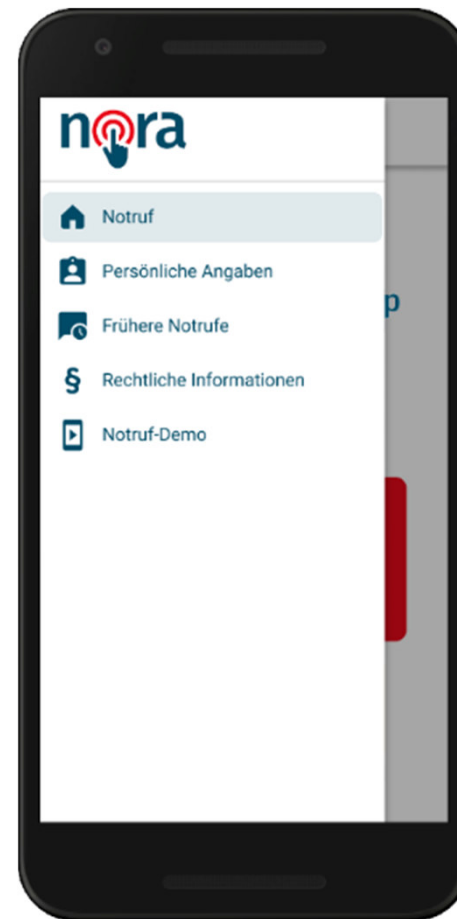 nora
Notruf
Persönliche Angaben
p
Frühere Notrufe
§ Rechtliche Informationen
Notruf-Demo